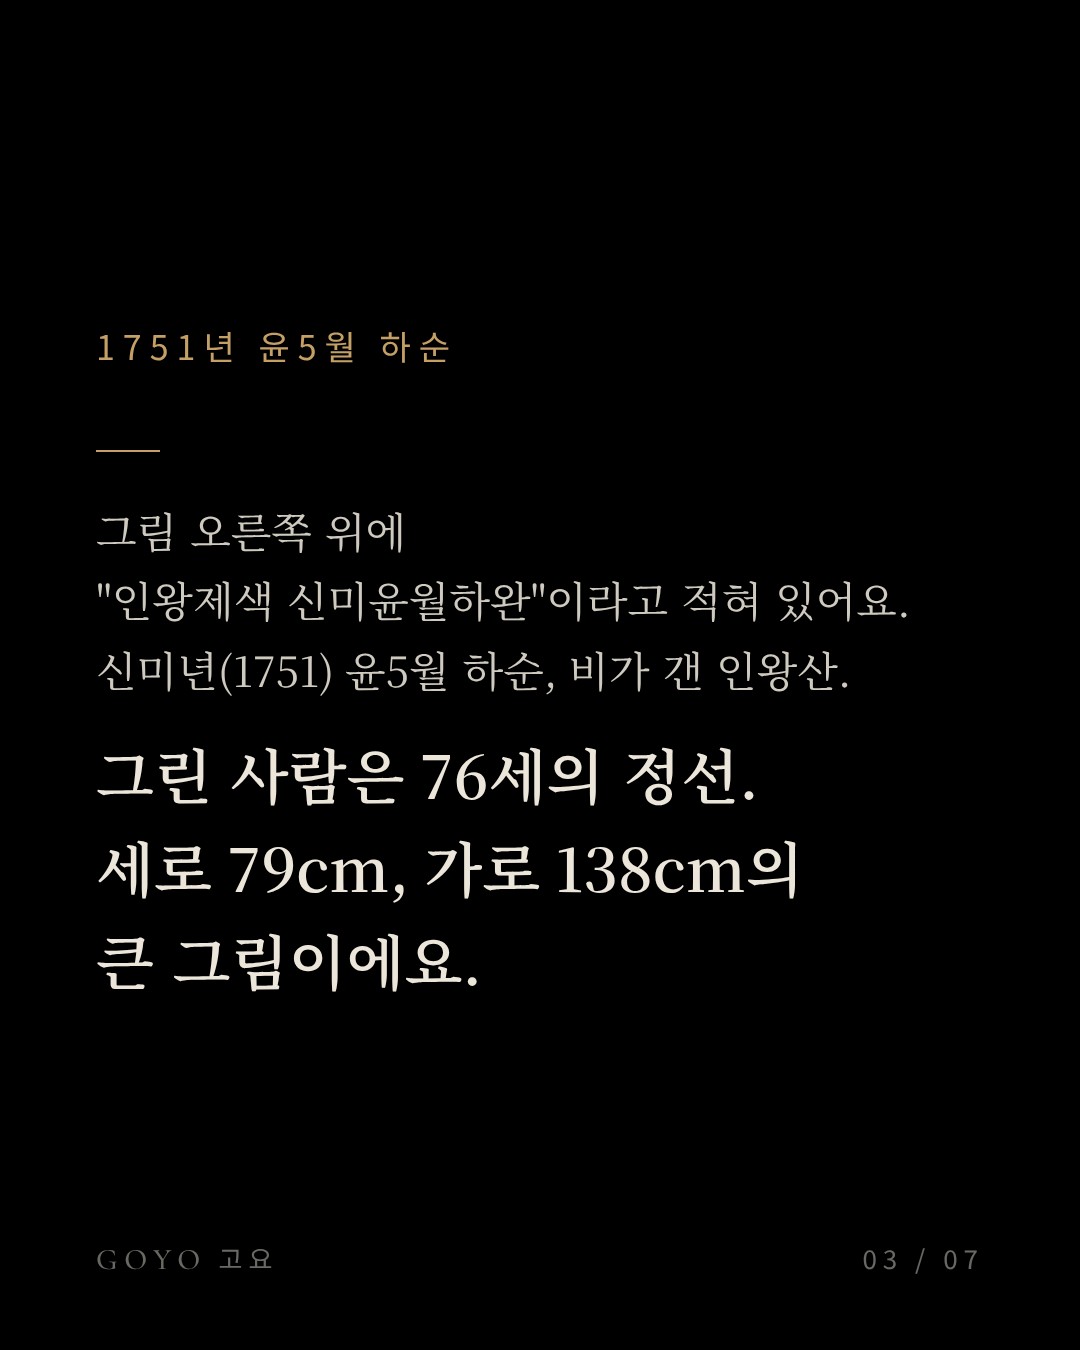 1751년 윤5월 하순
그림 오른쪽 위에
"인왕제색 신미윤월하완"이라고 적혀 있어요.
신미년(1751) 윤5월 하순, 비가 갠 인왕산.
그린 사람은 76세의 정선.
세로 79cm, 가로 138cm의
큰 그림이에요.
GOYO 고요
03 / 07